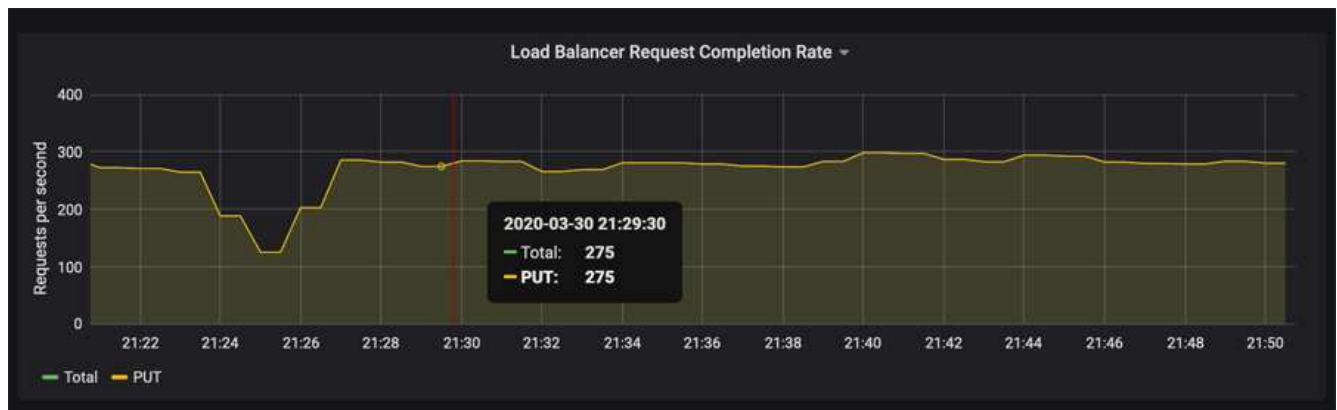 Load Balancer Request Completion Rate
Requests per second
400
300
200
100
0
2020-03-30 21:29:30
Total: 275
PUT: 275
21:22 21:24 21:26 21:28 21:30 21:32 21:34 21:36 21:38 21:40 21:42 21:44 21:46 21:48 21:50
Total PUT